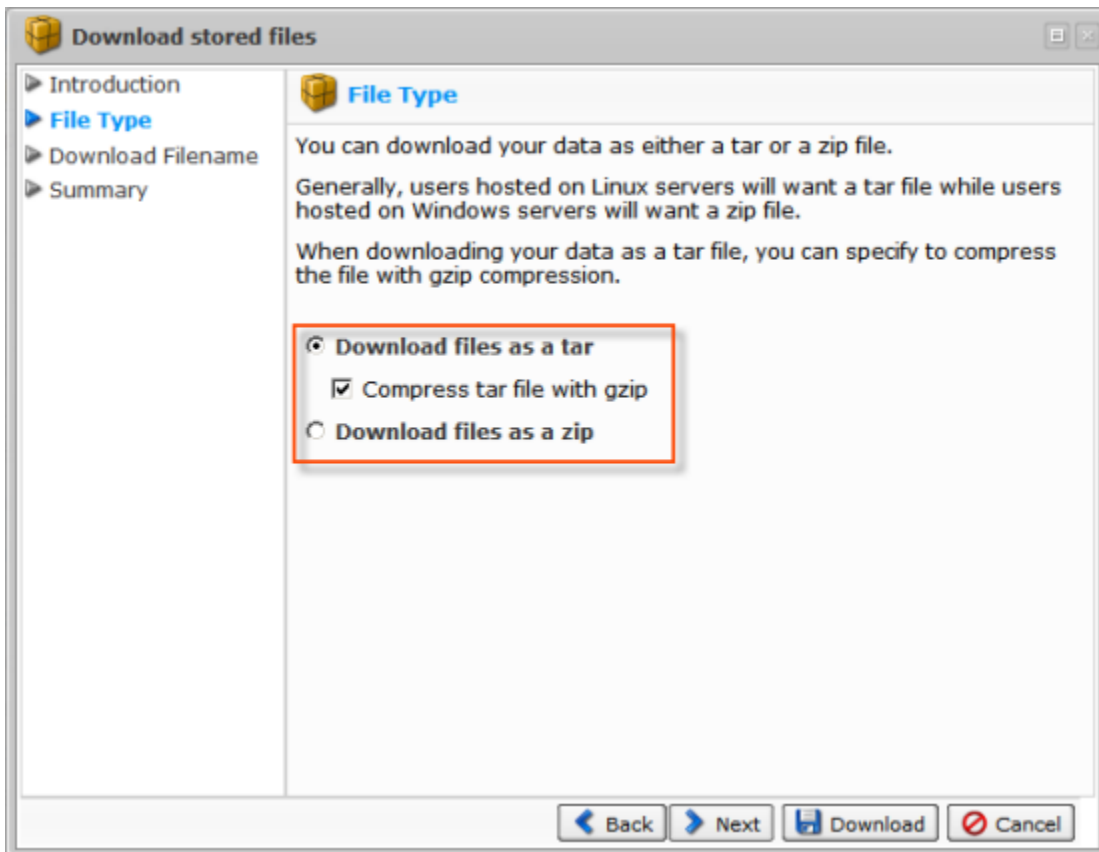 Download stored files
Introduction
File Type
Download Filename
Summary
File Type
You can download your data as either a tar or a zip file.
Generally, users hosted on Linux servers will want a tar file while users
hosted on Windows servers will want a zip file.
When downloading your data as a tar file, you can specify to compress
the file with gzip compression.
Download files as a tar
Compress tar file with gzip
Download files as a zip
Back Next Download Cancel